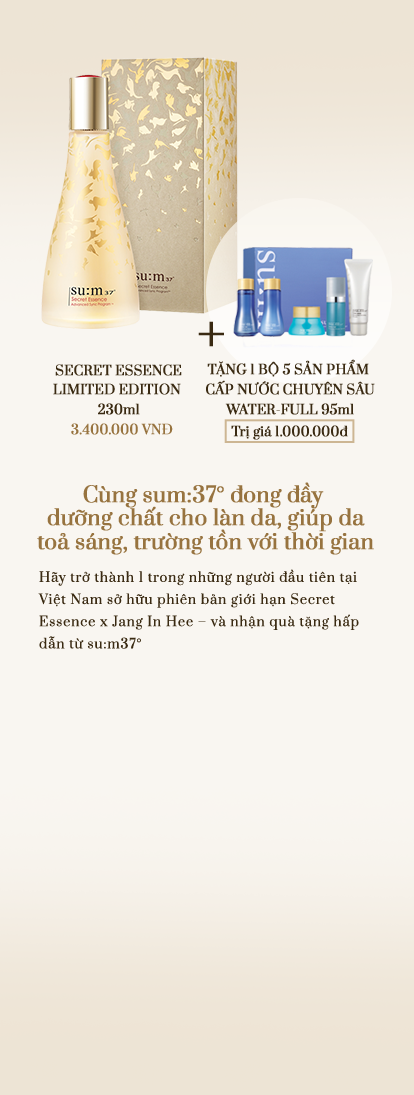 su:m37°
su:m37°
Secret Essence
Secret Essence
Advanced Sync Program™
su:m
+
SECRET ESSENCE
LIMITED EDITION
230ml
3.400.000 VNĐ
TẶNG 1 BỘ 5 SẢN PHẨM
CẤP NƯỚC CHUYÊN SÂU
WATER-FULL 95ml
Trị giá 1.000.000đ
Cùng sum:37° đong đầy
dưỡng chất cho làn da, giúp da
toả sáng, trường tồn với thời gian
Hãy trở thành 1 trong những người đầu tiên tại
Việt Nam sở hữu phiên bản giới hạn Secret
Essence x Jang In Hee – và nhận quà tặng hấp
dẫn từ su:m37°